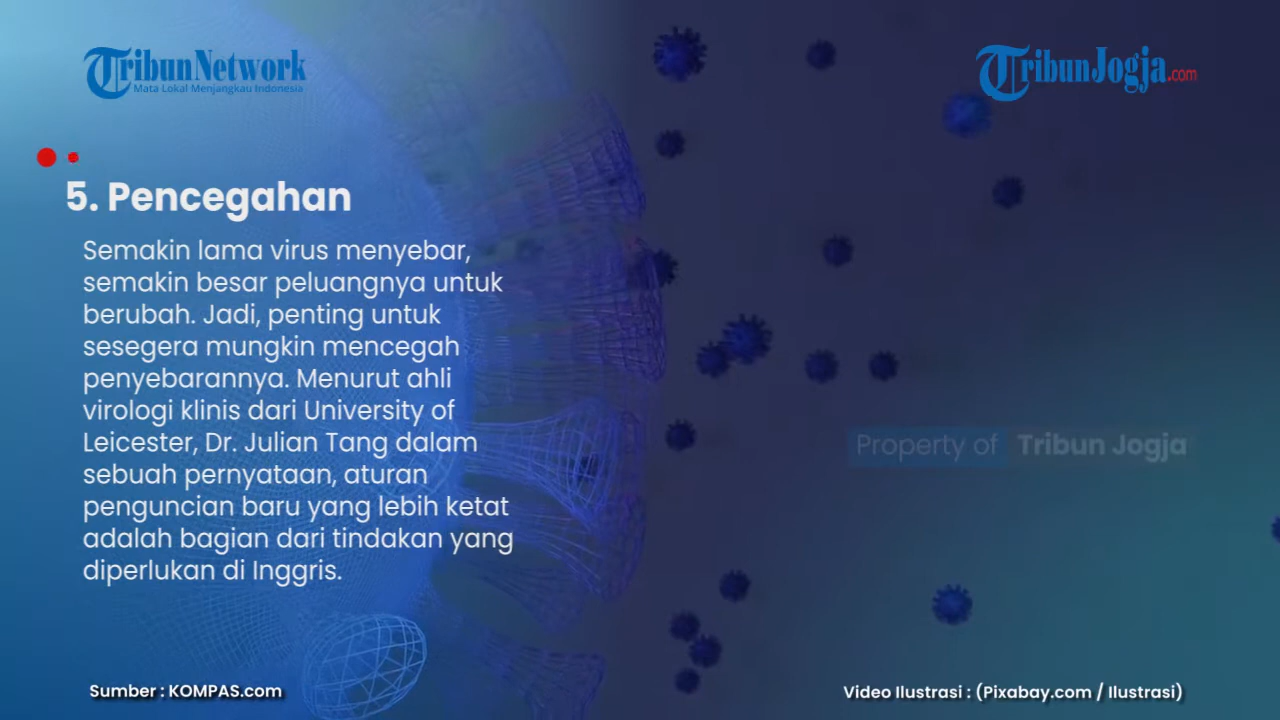 TribunNetwork
Mata Lokal Menjangkau Indonesia
TribunJogja.com
5. Pencegahan
Semakin lama virus menyebar,
semakin besar peluangnya untuk
berubah. Jadi, penting untuk
sesegera mungkin mencegah
penyebarannya. Menurut ahli
virologi klinis dari University of
Leicester, Dr. Julian Tang dalam
sebuah pernyataan, aturan
penguncian baru yang lebih ketat
adalah bagian dari tindakan yang
diperlukan di Inggris.
Property of Tribun Jogja
Sumber : KOMPAS.com
Video Ilustrasi : (Pixabay.com / Ilustrasi)